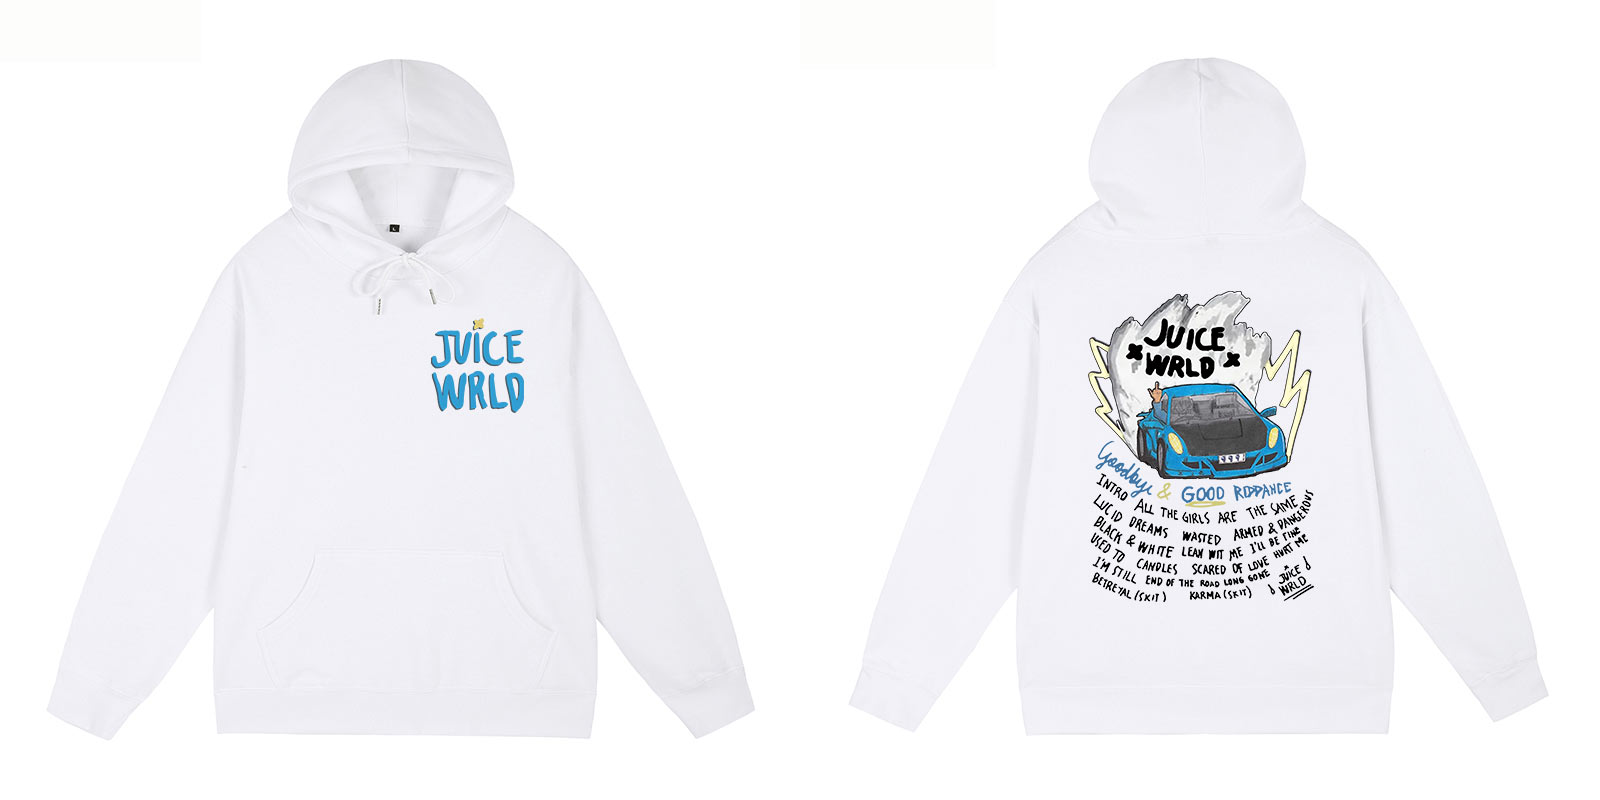 L
JUICE
WRLD
JUICE
WRLD
999
Goodbye & GOOD RIDDANCE
INTRO ALL THE GIRLS ARE THE SAME
LUCID DREAMS WASTED ARMED & DANGEROUS
BLACK & WHITE LEAN WIT ME I'LL BE FINE
USED TO CANDLES SCARED OF LOVE HURT ME
I'M STILL END OF THE ROAD LONG GONE
BETRETAL (SKIT) KARMA (SKIT)
JUICE
WRLD